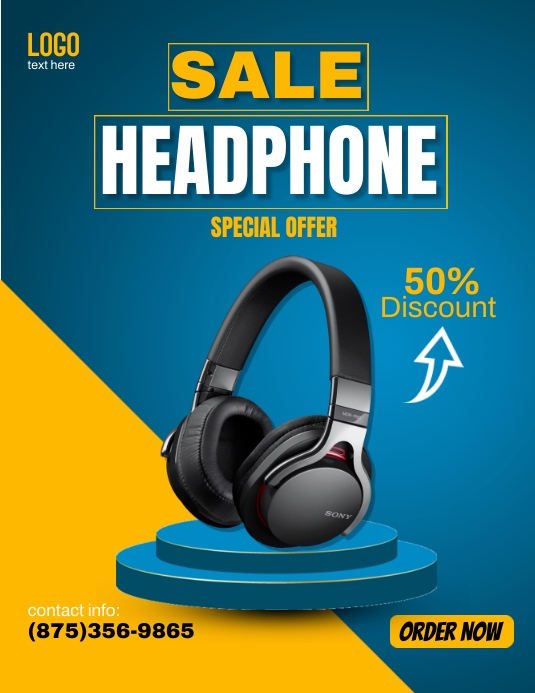 LOGO
text here
SALE
HEADPHONE
SPECIAL OFFER
50%
Discount
SONY
contact info:
(875)356-9865
ORDER NOW